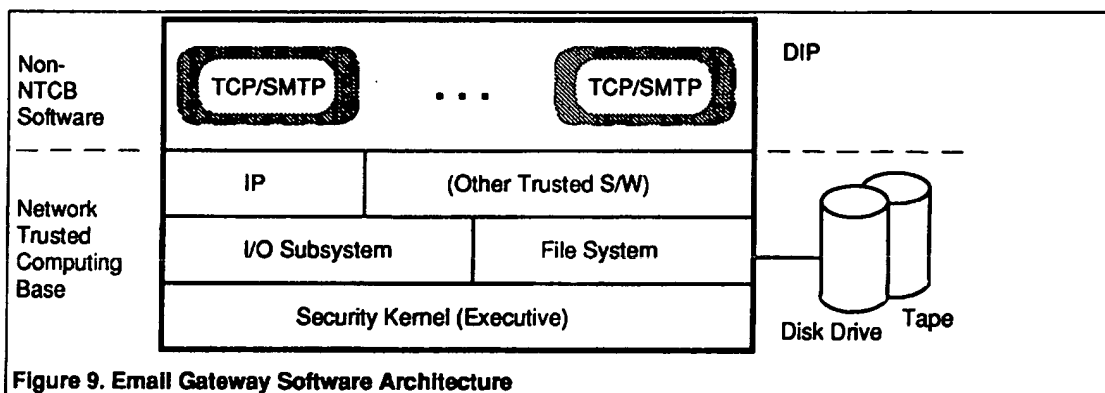 Non-
NTCB
Software
TCP/SMTP
. . .
TCP/SMTP
DIP
Network
Trusted
Computing
Base
IP
(Other Trusted S/W)
I/O Subsystem
File System
Security Kernel (Executive)
Disk Drive
Tape
Figure 9. Email Gateway Software Architecture